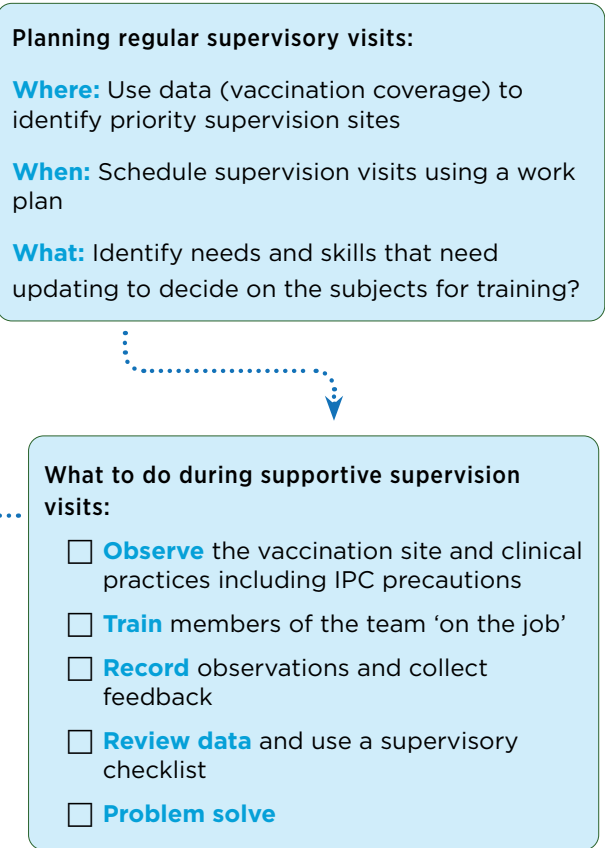 Planning regular supervisory visits:
Where: Use data (vaccination coverage) to
identify priority supervision sites
When: Schedule supervision visits using a work
plan
What: Identify needs and skills that need
updating to decide on the subjects for training?
What to do during supportive supervision
visits:
Observe the vaccination site and clinical
practices including IPC precautions
Train members of the team ‘on the job’
Record observations and collect
feedback
Review data and use a supervisory
checklist
Problem solve